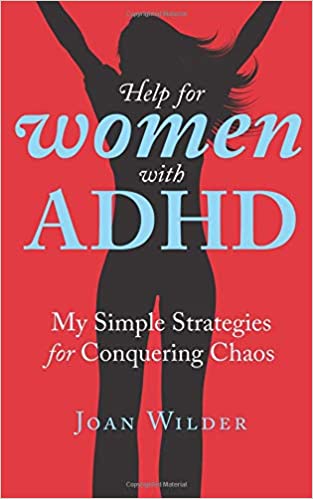 Help for
women
with
ADHD
My Simple Strategies
for Conquering Chaos
Joan Wilder